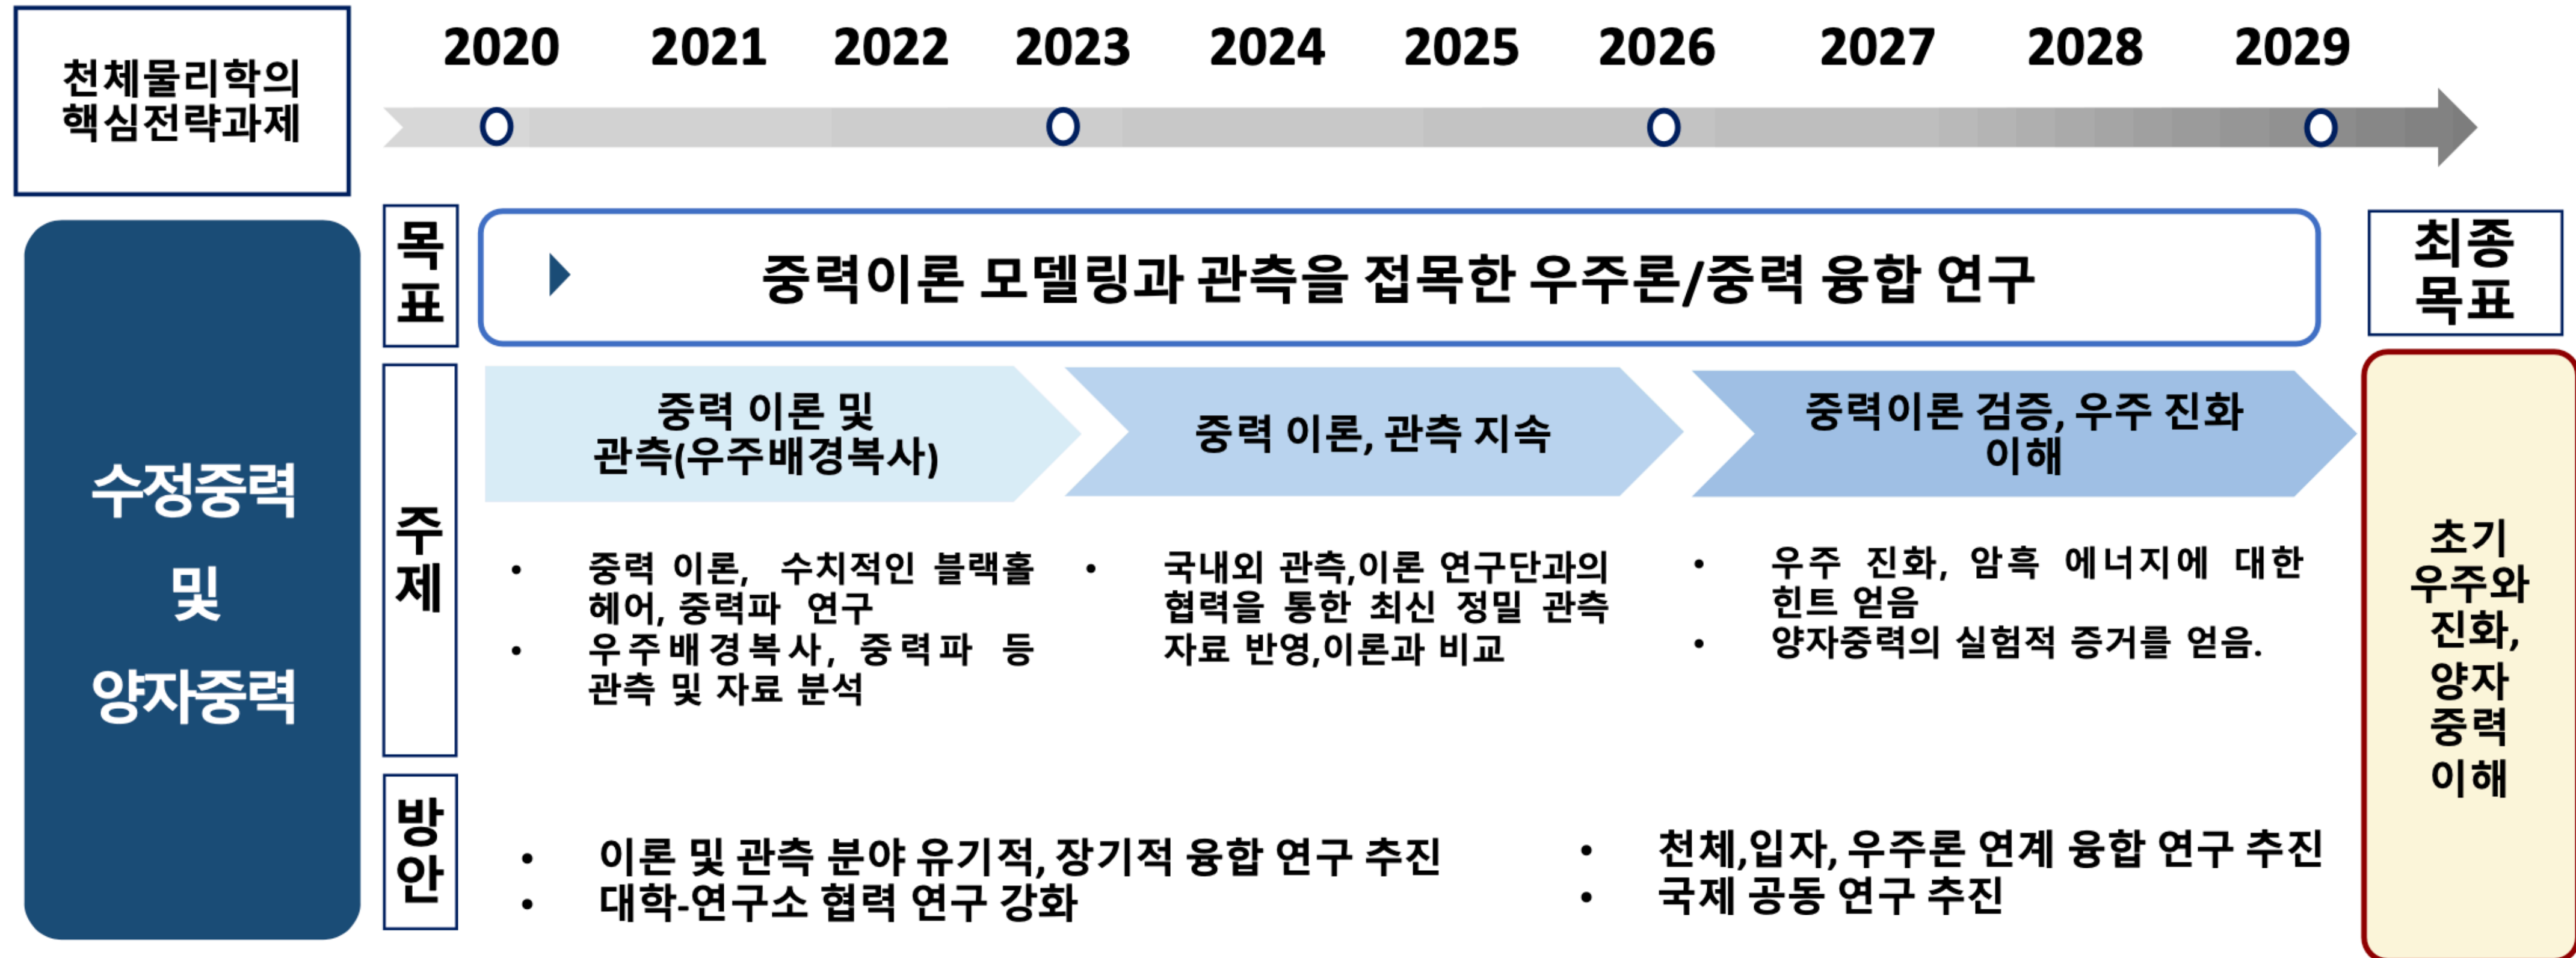 천체물리학의
핵심전략과제
2020 2021 2022 2023 2024 2025 2026 2027 2028 2029
수정중력
및
양자중력
목
표
중력이론 모델링과 관측을 접목한 우주론/중력 융합 연구
최종
목표
주
제
중력 이론 및
관측(우주배경복사)
중력 이론, 관측 지속
중력이론 검증, 우주 진화
이해
• 중력 이론, 수치적인 블랙홀
헤어, 중력파 연구
• 우주배경복사, 중력파 등
관측 및 자료 분석
• 국내외 관측,이론 연구단과의
협력을 통한 최신 정밀 관측
자료 반영,이론과 비교
• 우주 진화, 암흑 에너지에 대한
힌트 얻음
• 양자중력의 실험적 증거를 얻음.
초기
우주와
진화,
양자
중력
이해
방
안
• 이론 및 관측 분야 유기적, 장기적 융합 연구 추진
• 대학-연구소 협력 연구 강화
• 천체,입자, 우주론 연계 융합 연구 추진
• 국제 공동 연구 추진